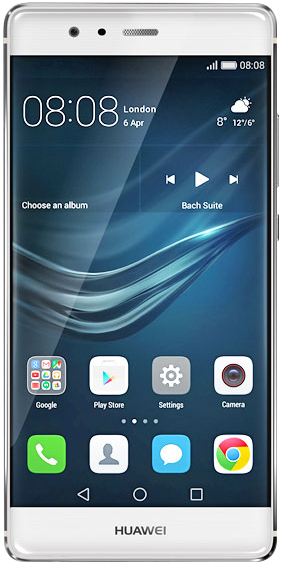 08:08
08:08
London
6 Apr
8° 12°/6°
Choose an album
Bach Suite
Google
Play Store
Settings
Camera
HUAWEI